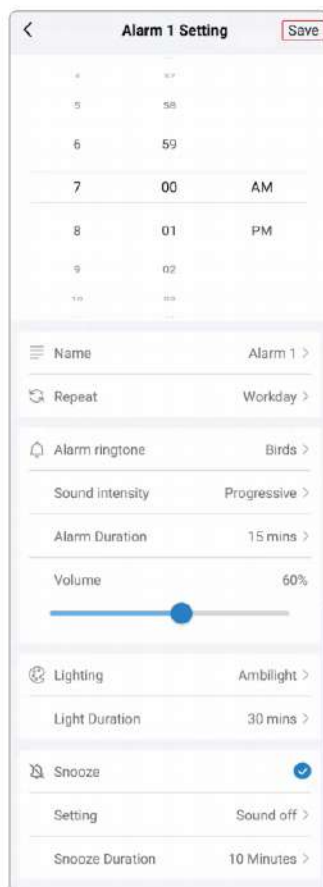 Alarm 1 Setting Save
5 58
6 59
7 00 AM
8 01 PM
9 02
Name Alarm 1 >
Repeat Workday >
Alarm ringtone Birds >
Sound intensity Progressive >
Alarm Duration 15 mins >
Volume 60%
Lighting Ambilight >
Light Duration 30 mins >
Snooze
Setting Sound off >
Snooze Duration 10 Minutes >